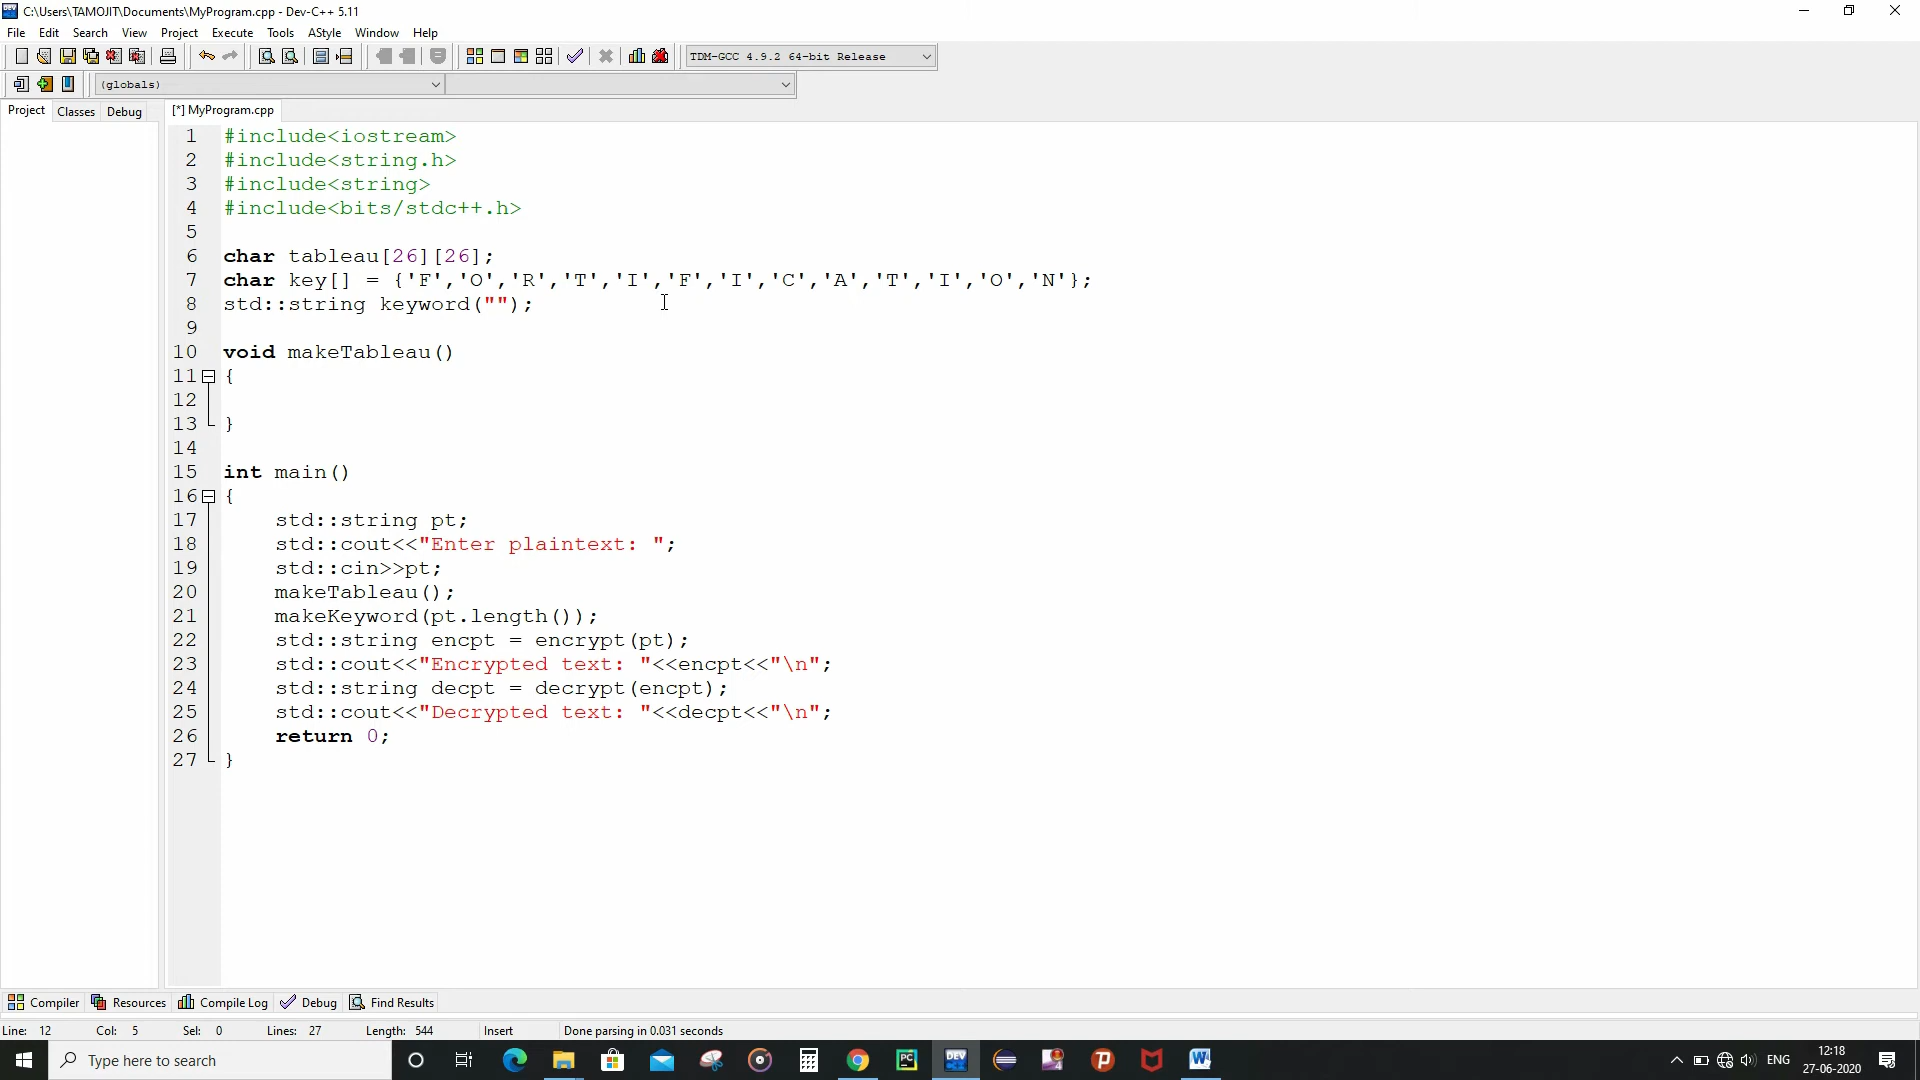 C:\Users\TAMOJIT\Documents\MyProgram.cpp - Dev-C++ 5.11
File Edit Search View Project Execute Tools AStyle Window Help
TDM-GCC 4.9.2 64-bit Release
(globals)
Project Classes Debug [*] MyProgram.cpp
1 #include<iostream>
2 #include<string.h>
3 #include<string>
4 #include<bits/stdc++.h>
5
6 char tableau[26][26];
7 char key[] = {'F','O','R','T','I','F','I','C','A','T','I','O','N'};
8 std::string keyword("");
9
10 void makeTableau()
11 {
12
13 }
14
15 int main()
16 {
17 std::string pt;
18 std::cout<<"Enter plaintext: ";
19 std::cin>>pt;
20 makeTableau();
21 makeKeyword(pt.length());
22 std::string encpt = encrypt(pt);
23 std::cout<<"Encrypted text: "<<encpt<<"\n";
24 std::string decpt = decrypt(encpt);
25 std::cout<<"Decrypted text: "<<decpt<<"\n";
26 return 0;
27 }
Compiler Resources Compile Log Debug Find Results
Line: 12 Col: 5 Sel: 0 Lines: 27 Length: 544 Insert Done parsing in 0.031 seconds
Type here to search
ENG
12:18
27-06-2020